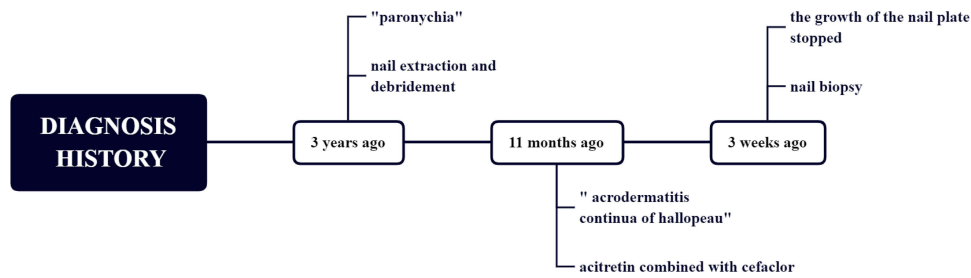 DIAGNOSIS
HISTORY
3 years ago
"paronychia"
nail extraction and
debridement
11 months ago
" acrodermatitis
continua of hallopeau"
acitretin combined with cefaclor
3 weeks ago
the growth of the nail plate
stopped
nail biopsy